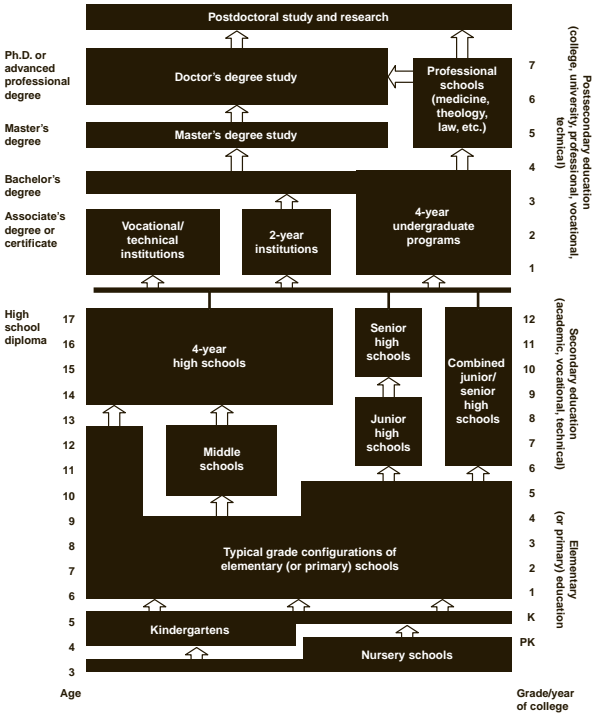 Postdoctoral study and research
Ph.D. or
advanced
professional
degree
Doctor's degree study
Professional
schools
(medicine,
theology,
law, etc.)
7
6
Master's
degree
Master's degree study
5
Bachelor's
degree
4
3
Associate's
degree or
certificate
Vocational/
technical
institutions
2-year
institutions
4-year
undergraduate
programs
2
1
Postsecondary education
(college, university, professional, vocational,
technical)
High
school
diploma
17
16
15
14
13
12
11
10
9
8
7
6
5
4
3
4-year
high schools
Senior
high
schools
Combined
junior/
senior
high
schools
Junior
high
schools
Middle
schools
Typical grade configurations of
elementary (or primary) schools
Kindergartens
Nursery schools
12
11
10
9
8
7
6
5
4
3
2
1
K
PK
Secondary education
(academic, vocational, technical)
Elementary
(or primary) education
Age
Grade/year
of college